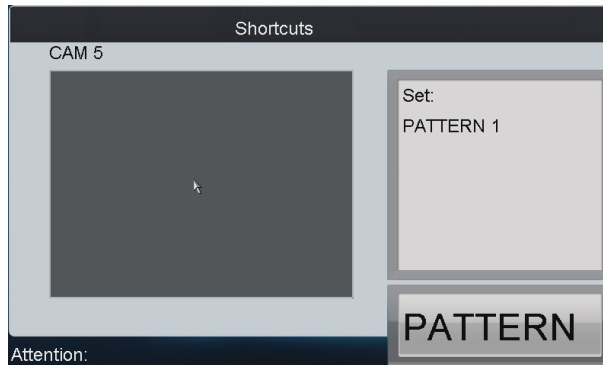 Shortcuts
CAM 5
Set:
PATTERN 1
PATTERN
Attention: